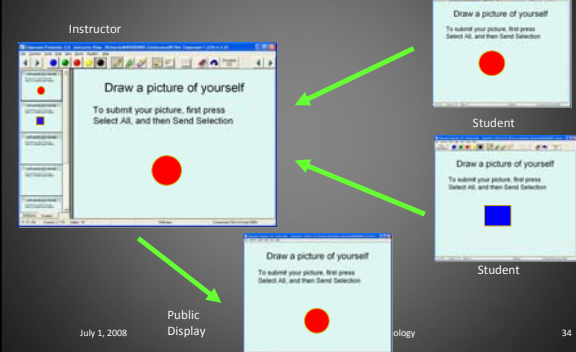 Instructor
Draw a picture of yourself
To submit your picture, first press
Select All, and then Send Selection
Draw a picture of yourself
To submit your picture, first press
Select All, and then Send Selection
Student
Draw a picture of yourself
To submit your picture, first press
Select All, and then Send Selection
Student
Draw a picture of yourself
To submit your picture, first press
Select All, and then Send Selection
Public
Display
July 1, 2008
ology
34